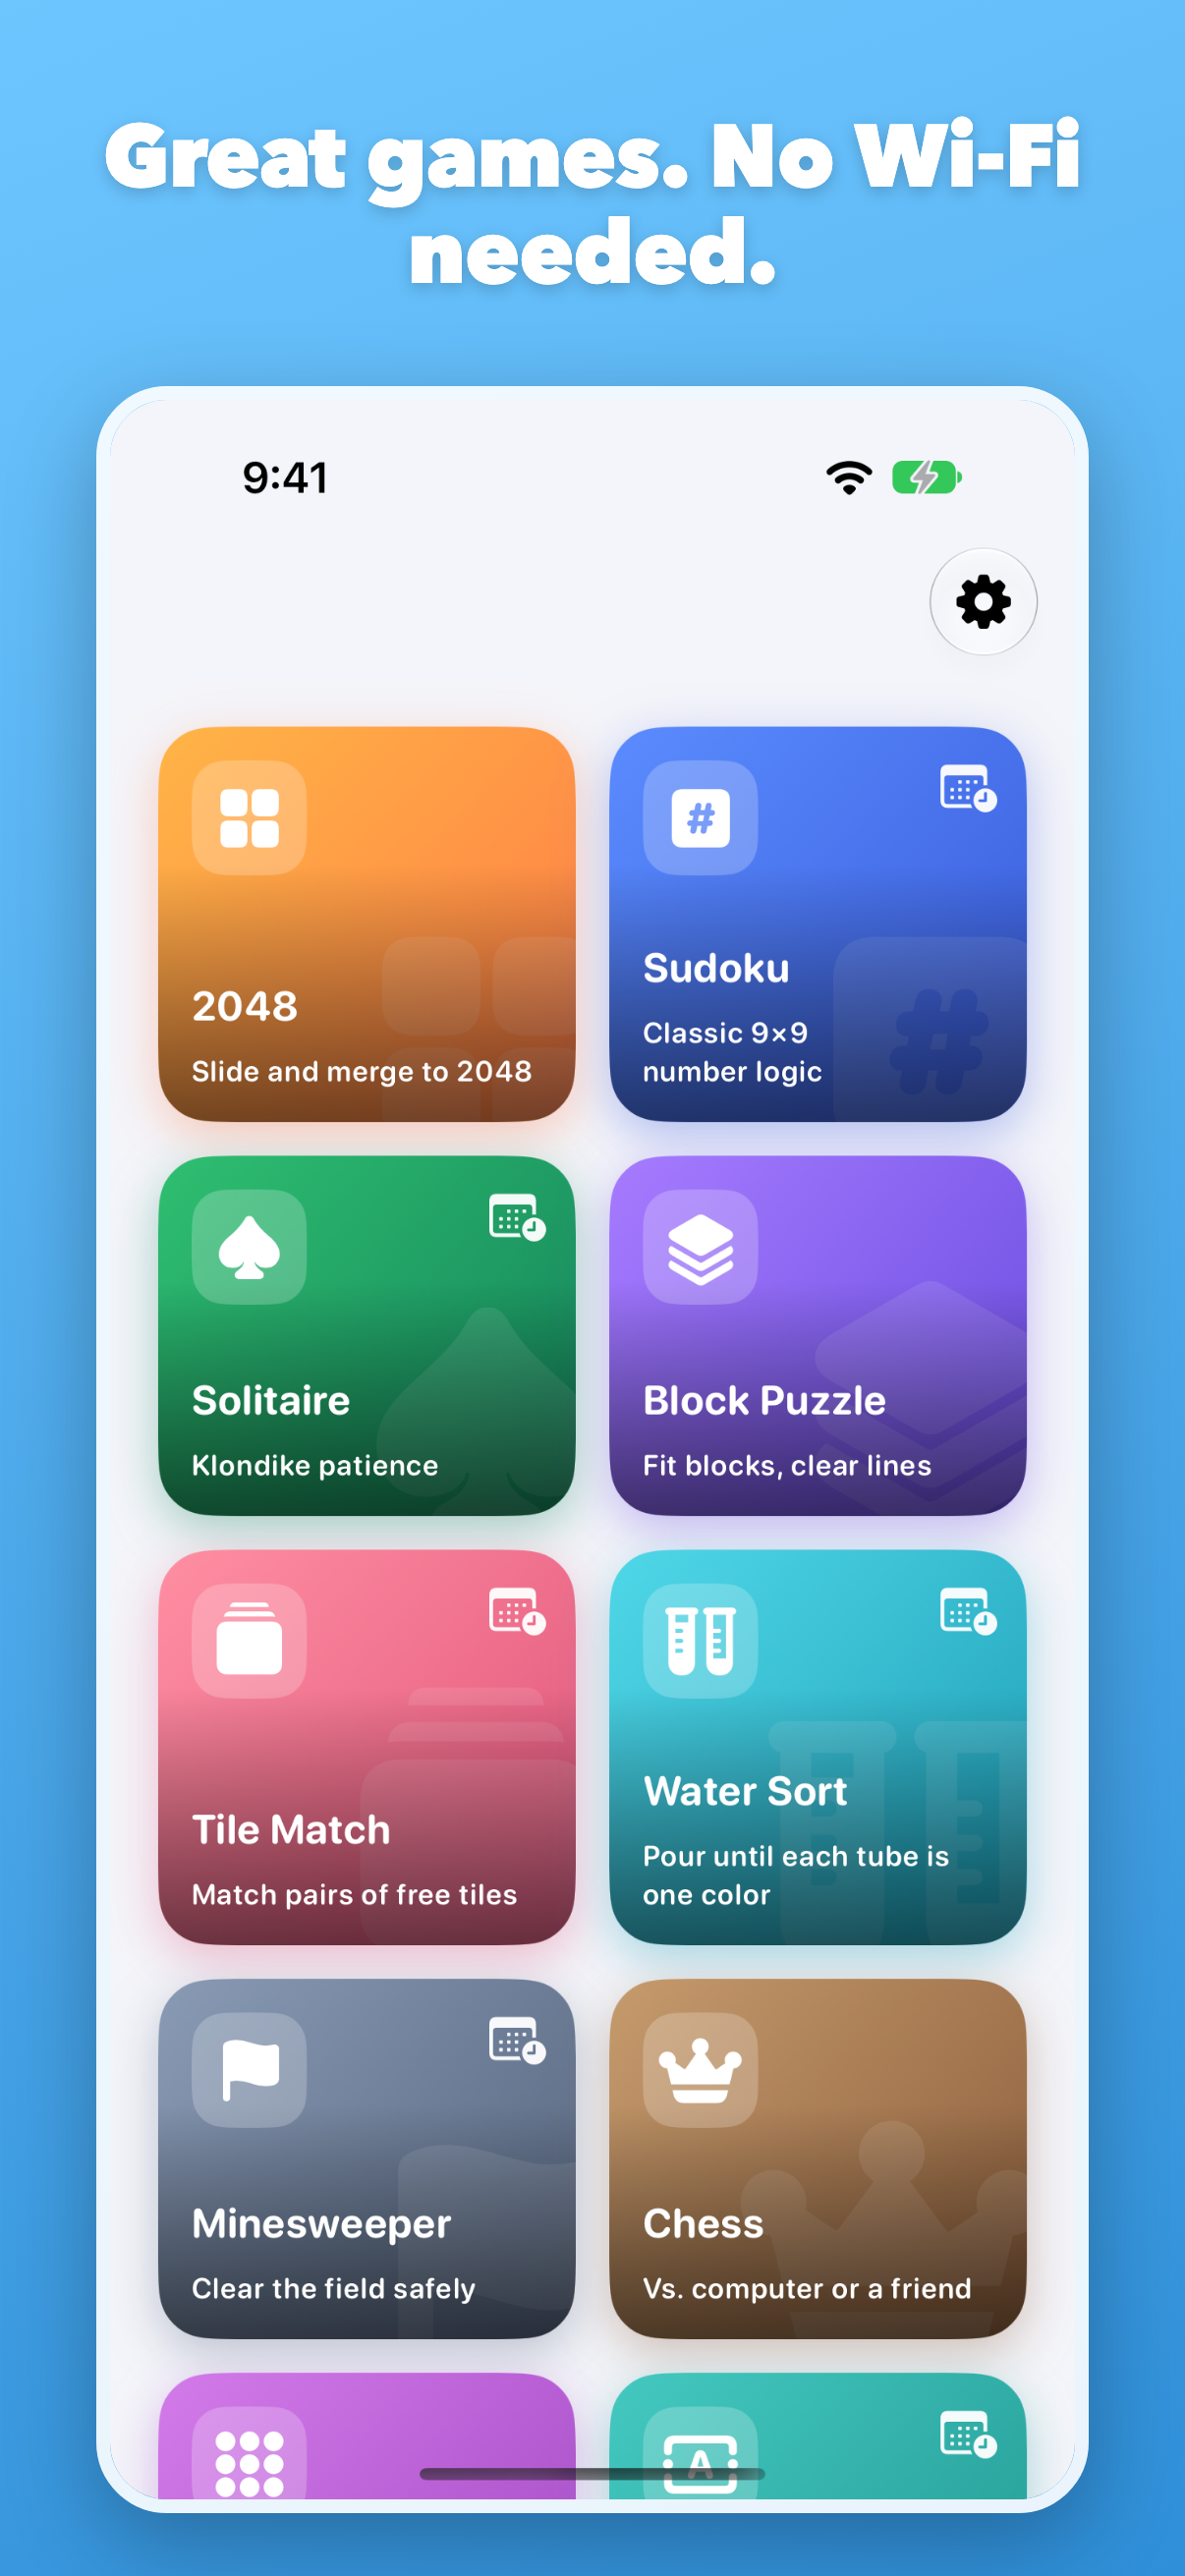 Great games. No Wi-Fi
needed.
9:41
2048
Slide and merge to 2048
#
Sudoku
Classic 9×9
number logic
#
Solitaire
Klondike patience
Block Puzzle
Fit blocks, clear lines
Tile Match
Match pairs of free tiles
Water Sort
Pour until each tube is
one color
Minesweeper
Clear the field safely
Chess
Vs. computer or a friend
A